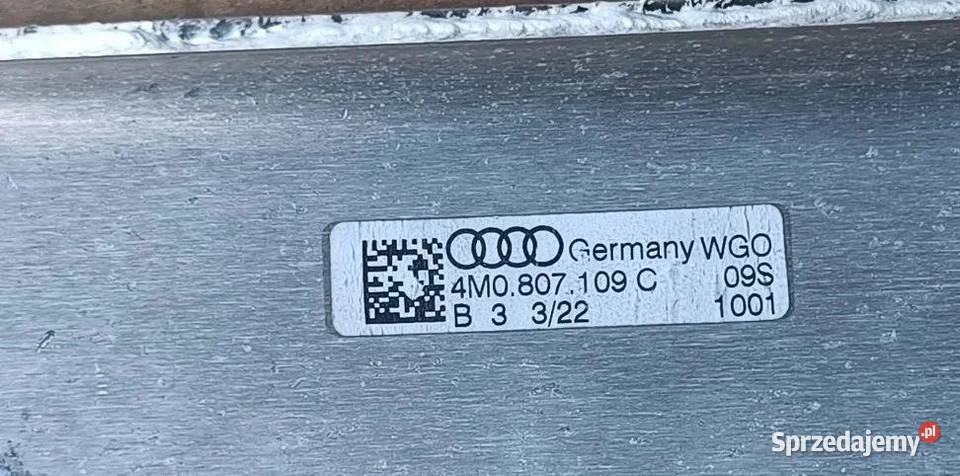 Germany WGO
4M0.807.109 C 09S
B 3 3/22 1001
Sprzedajemy.pl